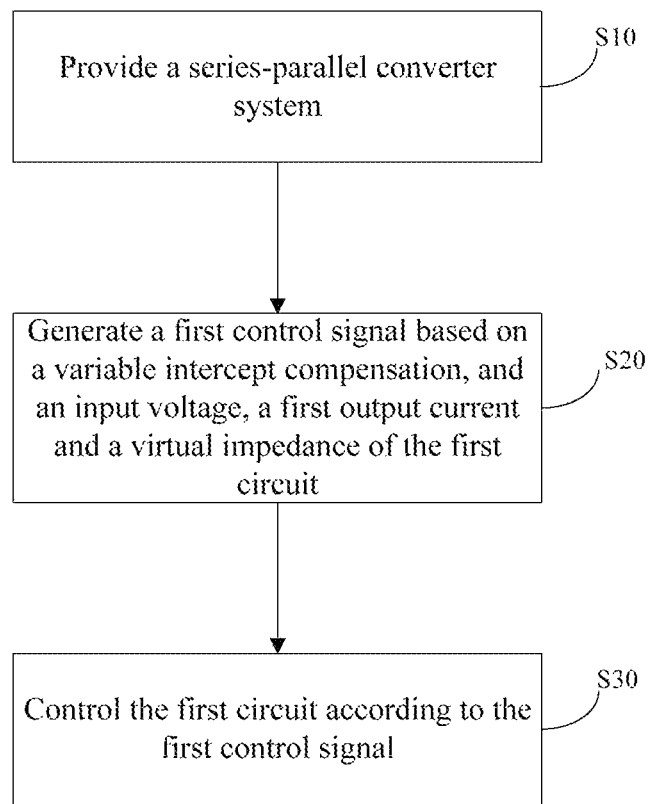 S10
Provide a series-parallel converter
system
Generate a first control signal based on
a variable intercept compensation, and
an input voltage, a first output current
and a virtual impedance of the first
circuit
S20
S30
Control the first circuit according to the
first control signal